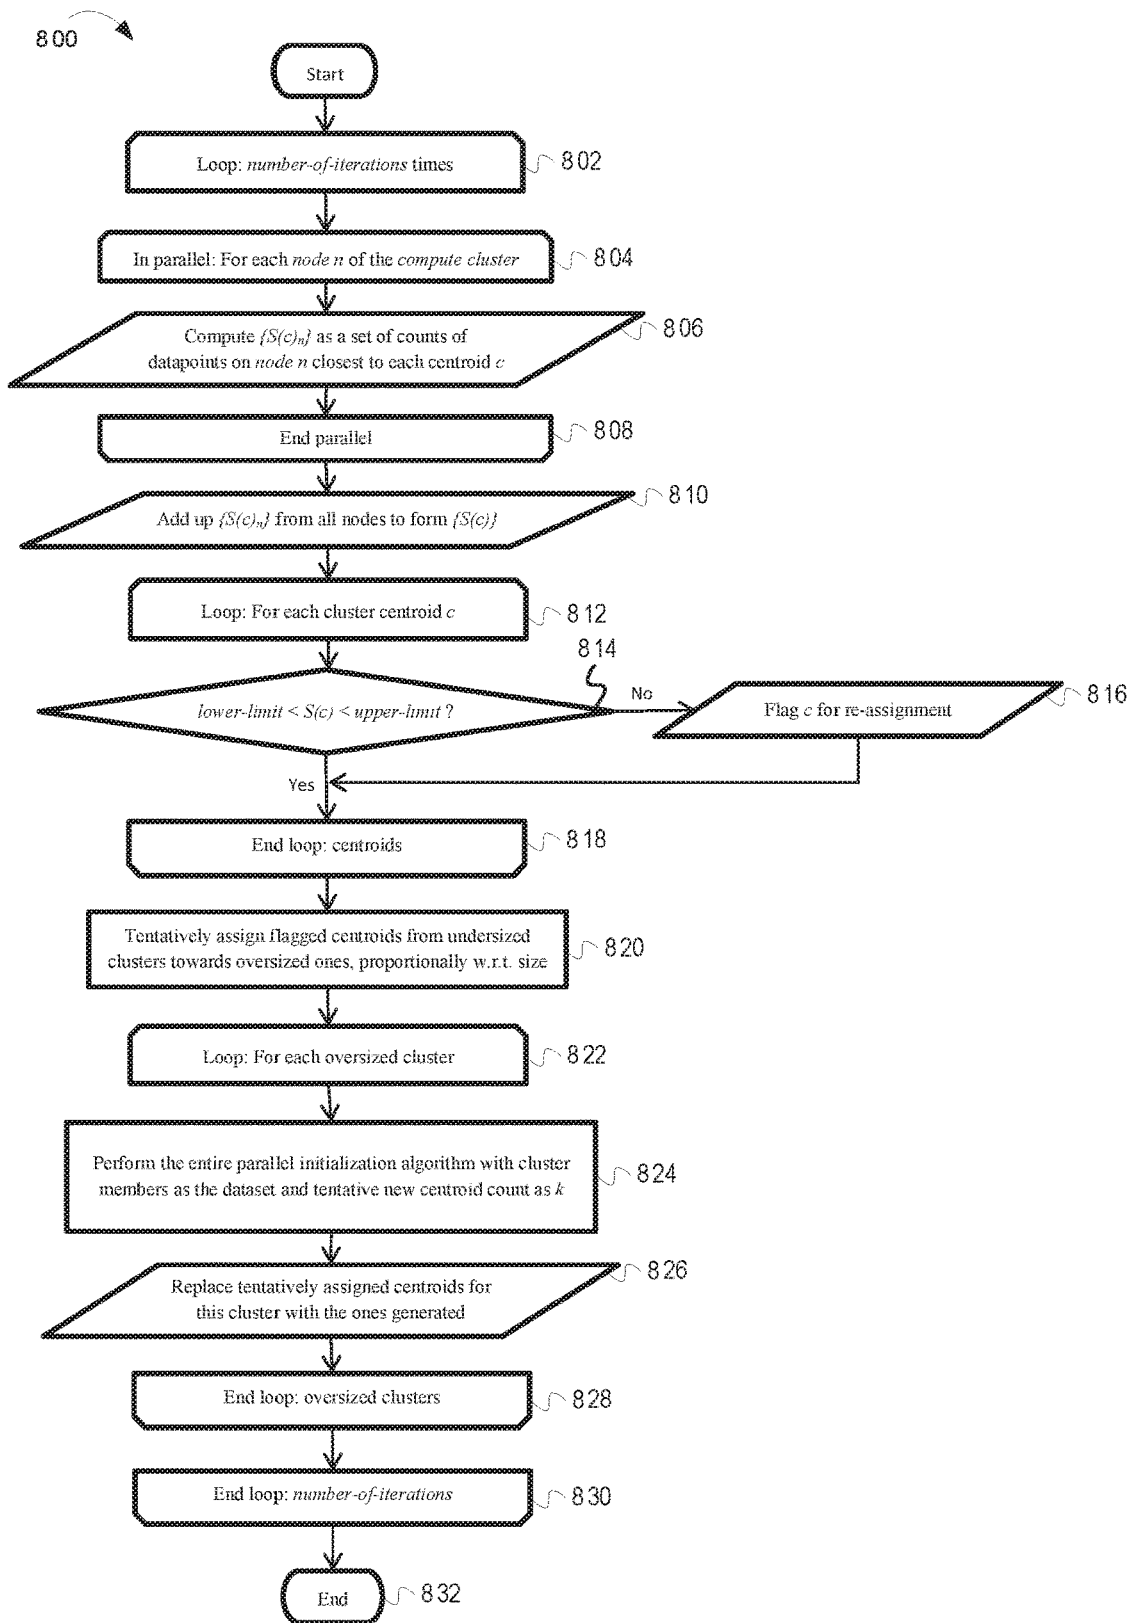 800
Start
Loop: number-of-iterations times
802
In parallel: For each node n of the compute cluster
804
Compute {S(c)n} as a set of counts of
datapoints on node n closest to each centroid c
806
End parallel
808
Add up {S(c)n} from all nodes to form {S(c)}
810
Loop: For each cluster centroid c
812
814
lower-limit < S(c) < upper-limit ?
No
Flag c for re-assignment
816
Yes
End loop: centroids
818
Tentatively assign flagged centroids from undersized
clusters towards oversized ones, proportionally w.r.t. size
820
Loop: For each oversized cluster
822
Perform the entire parallel initialization algorithm with cluster
members as the dataset and tentative new centroid count as k
824
Replace tentatively assigned centroids for
this cluster with the ones generated
826
End loop: oversized clusters
828
End loop: number-of-iterations
830
End
832